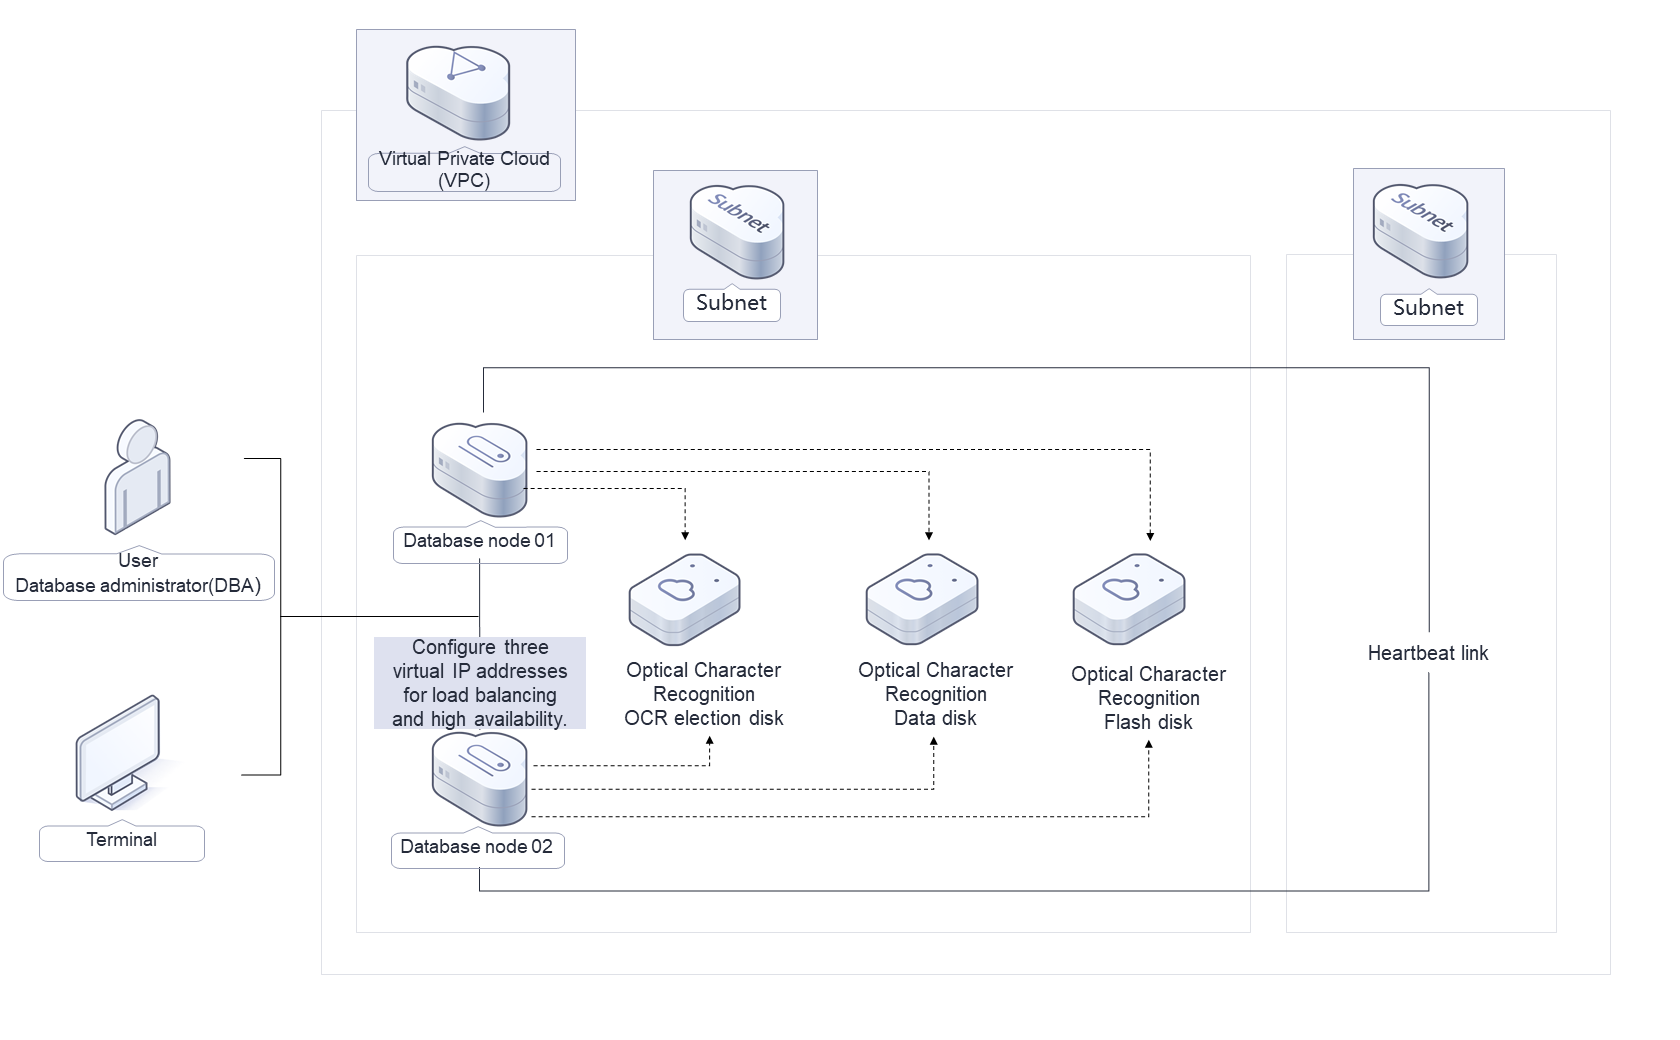 Virtual Private Cloud
(VPC)
Subnet
Subnet
Subnet
Subnet
Database node 01
User
Database administrator(DBA)
Configure three
virtual IP addresses
for load balancing
and high availability.
Optical Character
Recognition
OCR election disk
Optical Character
Recognition
Data disk
Optical Character
Recognition
Flash disk
Heartbeat link
Terminal
Database node 02